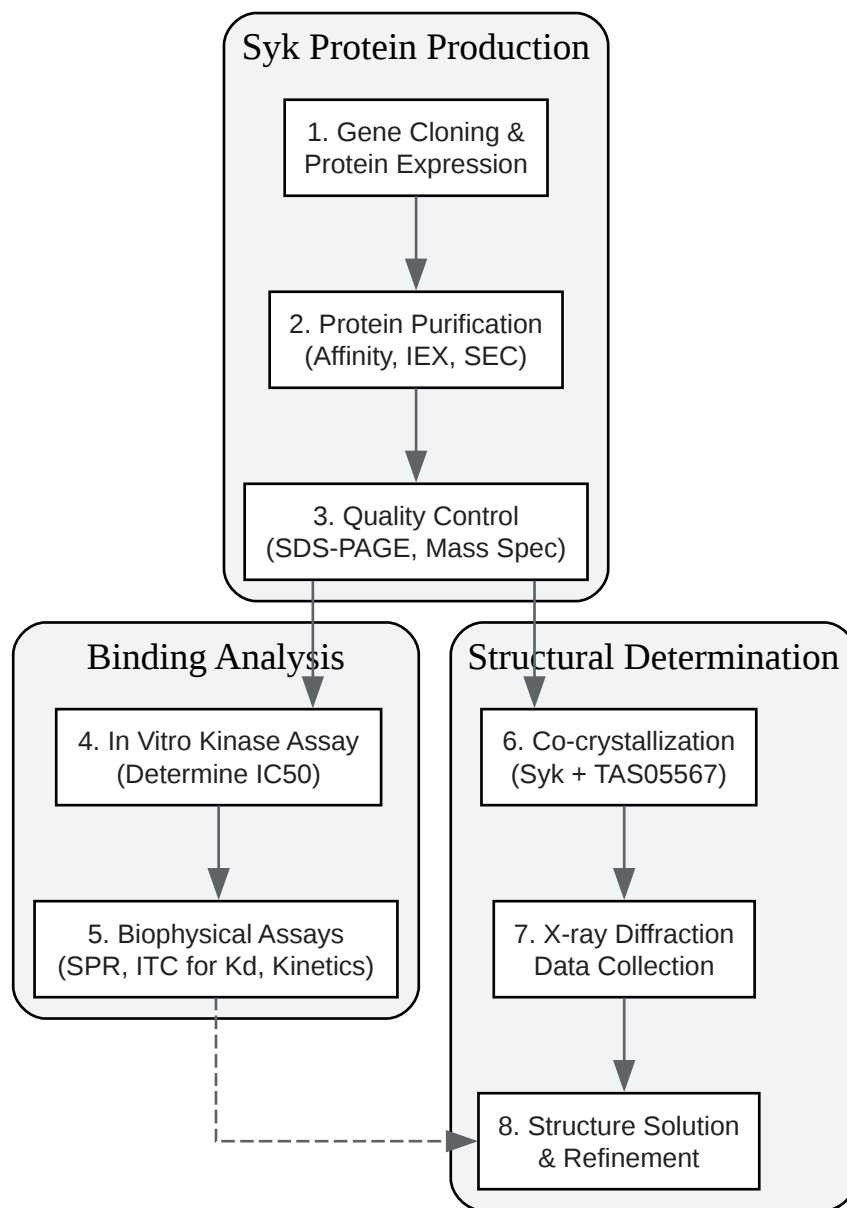 Syk Protein Production
1. Gene Cloning &
Protein Expression
2. Protein Purification
(Affinity, IEX, SEC)
3. Quality Control
(SDS-PAGE, Mass Spec)
Binding Analysis
4. In Vitro Kinase Assay
(Determine IC50)
5. Biophysical Assays
(SPR, ITC for Kd, Kinetics)
Structural Determination
6. Co-crystallization
(Syk + TAS05567)
7. X-ray Diffraction
Data Collection
8. Structure Solution
& Refinement